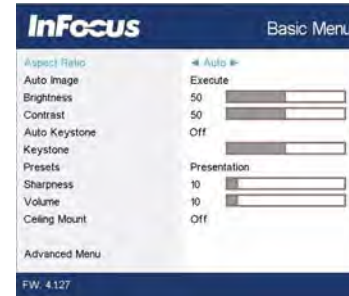 InFocus
Basic Menu
Aspect Ratio Auto
Auto Image Execute
Brightness 50
Contrast 50
Auto Keystone Off
Keystone
Presets Presentation
Sharpness 10
Volume 10
Ceiling Mount Off
Advanced Menu
FW. 4.127